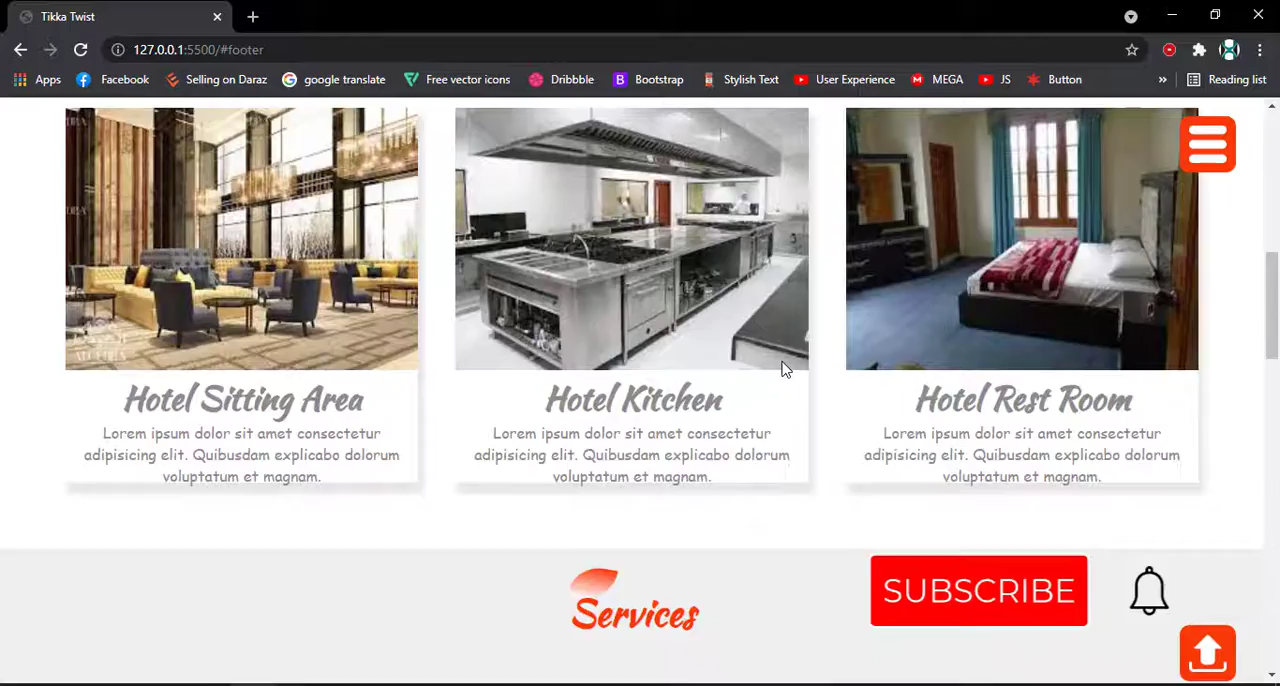 Tikka Twist
127.0.0.1:5500/#footer
Apps Facebook Selling on Daraz google translate Free vector icons Dribbble B Bootstrap Stylish Text User Experience MEGA JS Button » Reading list
Hotel Sitting Area
Lorem ipsum dolor sit amet consectetur
adipisicing elit. Quibusdam explicabo dolorum
voluptatum et magnam.
Hotel Kitchen
Lorem ipsum dolor sit amet consectetur
adipisicing elit. Quibusdam explicabo dolorum
voluptatum et magnam.
Hotel Rest Room
Lorem ipsum dolor sit amet consectetur
adipisicing elit. Quibusdam explicabo dolorum
voluptatum et magnam.
Services
SUBSCRIBE